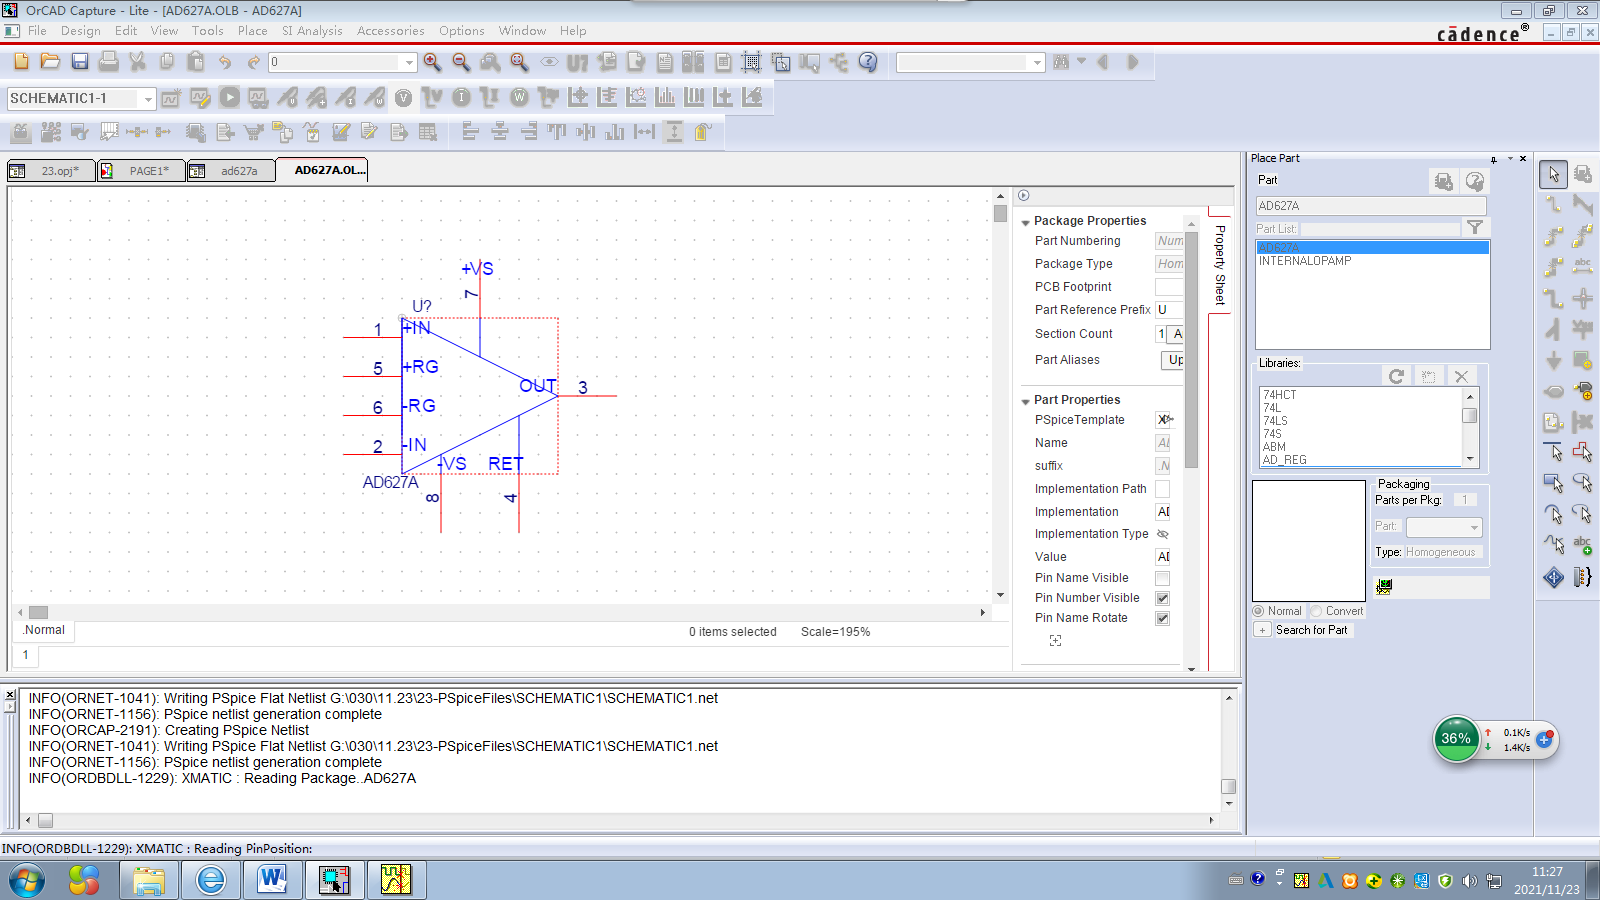 OrCAD Capture - Lite - [AD627A.OLB - AD627A]
File Design Edit View Tools Place SI Analysis Accessories Options Window Help
cādence®
0
SCHEMATIC1-1
23.opj* PAGE1* ad627a AD627A.OL...
+VS
7
U?
1 +IN
5 +RG
OUT 3
6 -RG
2 -IN
-VS RET
AD627A
8 4
.Normal
0 items selected Scale=195%
1
Package Properties
Part Numbering Num
Package Type Hom
PCB Footprint
Part Reference Prefix U
Section Count 1 A
Part Aliases Up
Part Properties
PSpiceTemplate X
Name
suffix .N
Implementation Path
Implementation AD
Implementation Type
Value AD
Pin Name Visible
Pin Number Visible
Pin Name Rotate
Property Sheet
Place Part
Part
AD627A
Part List:
AD627A
INTERNALOPAMP
Libraries:
74HCT
74L
74LS
74S
ABM
AD_REG
Packaging
Parts per Pkg: 1
Part:
Type: Homogeneous
Normal Convert
+ Search for Part
INFO(ORNET-1041): Writing PSpice Flat Netlist G:\030\11.23\23-PSpiceFiles\SCHEMATIC1\SCHEMATIC1.net
INFO(ORNET-1156): PSpice netlist generation complete
INFO(ORCAP-2191): Creating PSpice Netlist
INFO(ORNET-1041): Writing PSpice Flat Netlist G:\030\11.23\23-PSpiceFiles\SCHEMATIC1\SCHEMATIC1.net
INFO(ORNET-1156): PSpice netlist generation complete
INFO(ORDBDLL-1229): XMATIC : Reading Package..AD627A
36%
0.1K/s
1.4K/s
INFO(ORDBDLL-1229): XMATIC : Reading PinPosition:
11:27
2021/11/23